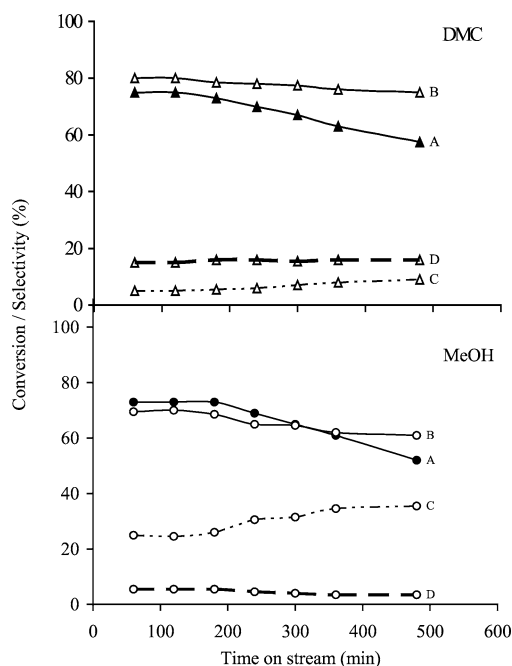 100
DMC
80
B
60
A
40
20
D
C
0
Conversion / Selectivity (%)
100
MeOH
80
60
B
A
40
C
20
D
0
0 100 200 300 400 500 600
Time on stream (min)